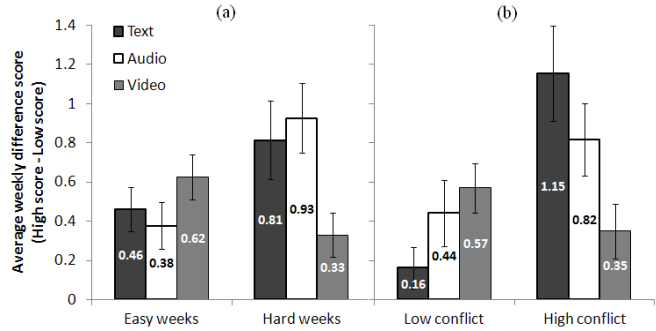 (a) (b)
Average weekly difference score
(High score - Low score)
1.4
1.2
1
0.8
0.6
0.4
0.2
0
Text
Audio
Video
0.46 0.38 0.62 0.81 0.93 0.33 0.16 0.44 0.57 1.15 0.82 0.35
Easy weeks Hard weeks Low conflict High conflict